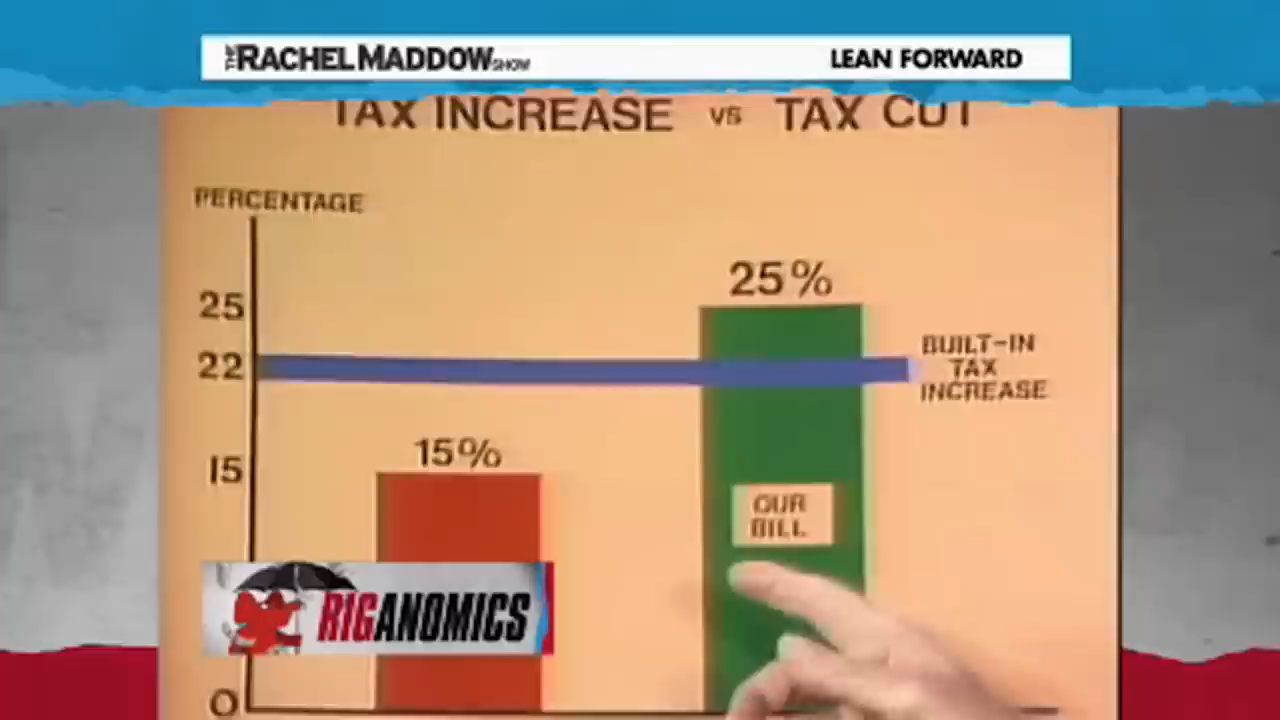 THE RACHEL MADDOW SHOW
LEAN FORWARD
TAX INCREASE vs TAX CUT
PERCENTAGE
25%
25
BUILT-IN
TAX
INCREASE
22
15%
15
OUR
BILL
RIGANOMICS
0